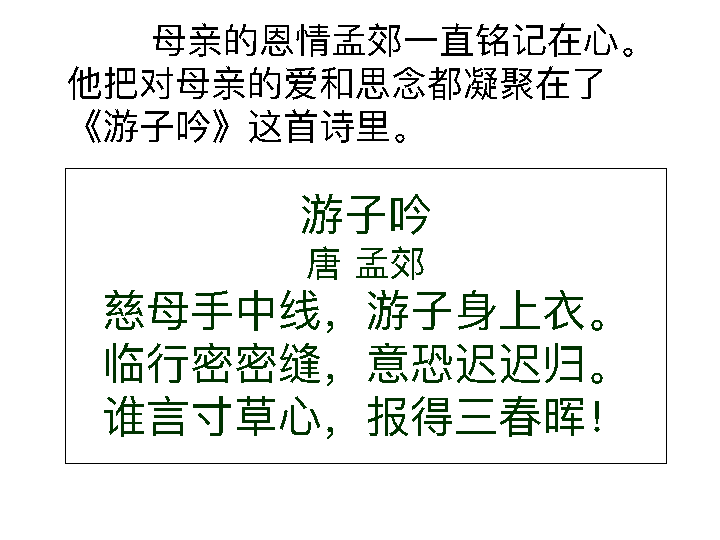 母亲的恩情孟郊一直铭记在心。
他把对母亲的爱和思念都凝聚在了
《游子吟》这首诗里。
游子吟
唐 孟郊
慈母手中线，游子身上衣。
临行密密缝，意恐迟迟归。
谁言寸草心，报得三春晖！